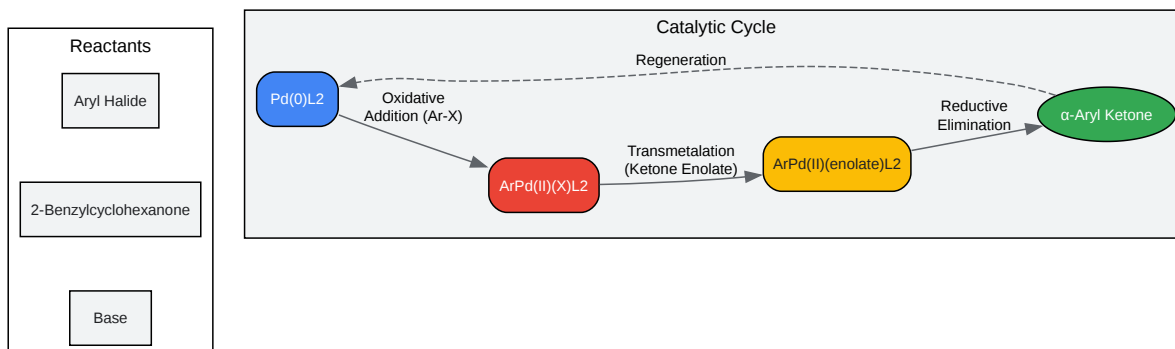 Reactants
Aryl Halide
2-Benzylcyclohexanone
Base
Catalytic Cycle
Regeneration
Pd(0)L2
Oxidative
Addition (Ar-X)
ArPd(II)(X)L2
Transmetalation
(Ketone Enolate)
ArPd(II)(enolate)L2
Reductive
Elimination
α-Aryl Ketone